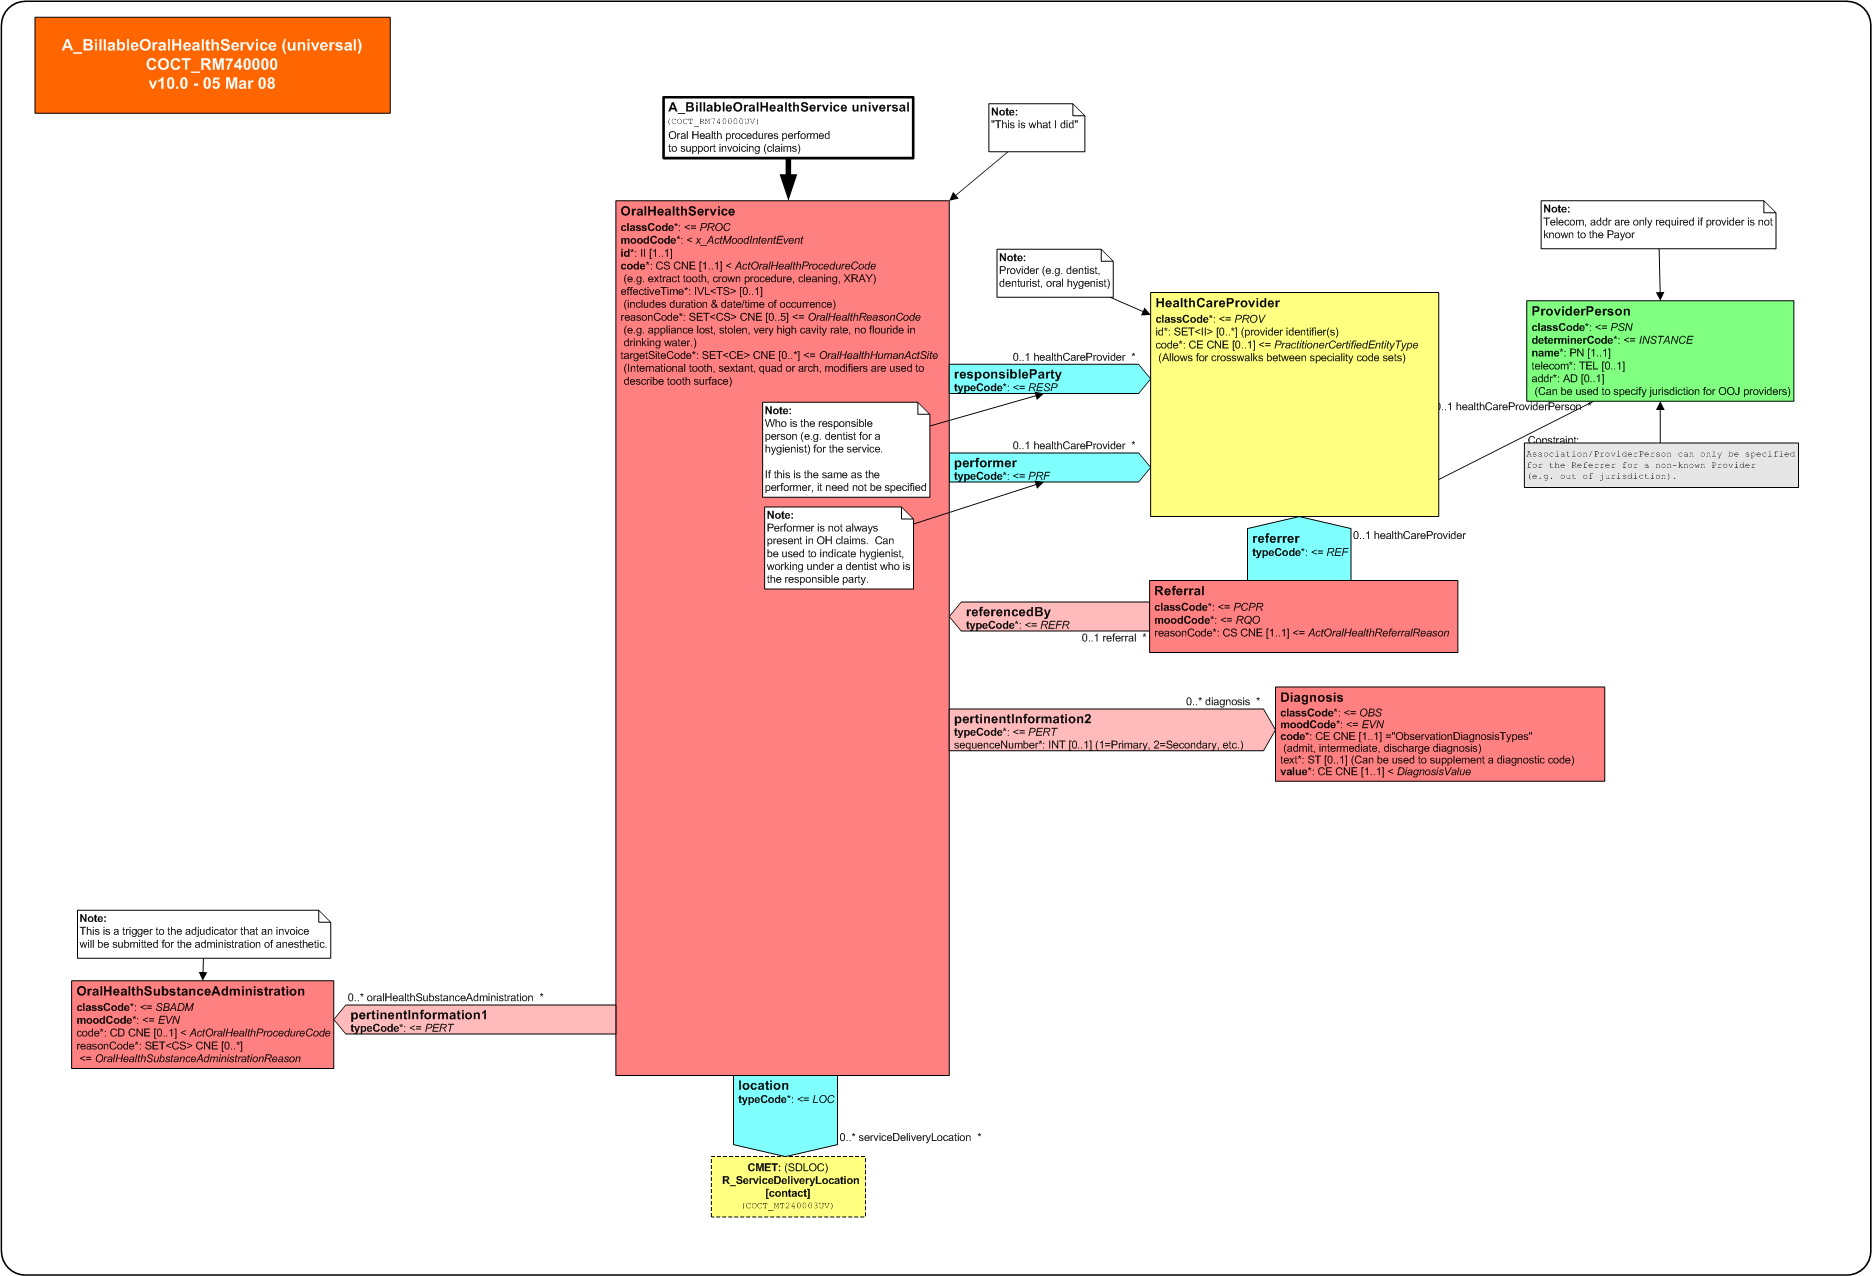 A_BillableOralHealthService (universal)
COCT_RM740000
v10.0 - 05 Mar 08
A_BillableOralHealthService universal
(COCT_RM740000UV)
Oral Health procedures performed
to support invoicing (claims)
Note:
"This is what I did"
OralHealthService
classCode*: <= PROC
moodCode*: < x_ActMoodIntentEvent
id*: II [1..1]
code*: CS CNE [1..1] < ActOralHealthProcedureCode
(e.g. extract tooth, crown procedure, cleaning, XRAY)
effectiveTime*: IVL<TS> [0..1]
(includes duration & date/time of occurrence)
reasonCode*: SET<CS> CNE [0..5] <= OralHealthReasonCode
(e.g. appliance lost, stolen, very high cavity rate, no flouride in
drinking water.)
targetSiteCode*: SET<CE> CNE [0..*] <= OralHealthHumanActSite
(International tooth, sextant, quad or arch, modifiers are used to
describe tooth surface)
Note:
Provider (e.g. dentist,
denturist, oral hygenist)
HealthCareProvider
classCode*: <= PROV
id*: SET<II> [0..*] (provider identifier(s)
code*: CE CNE [0..1] <= PractitionerCertifiedEntityType
(Allows for crosswalks between speciality code sets)
Note:
Telecom, addr are only required if provider is not
known to the Payor
ProviderPerson
classCode*: <= PSN
determinerCode*: <= INSTANCE
name*: PN [1..1]
telecom*: TEL [0..1]
addr*: AD [0..1]
(Can be used to specify jurisdiction for OOJ providers)
0..1 healthCareProviderPerson *
Constraint:
Association/ProviderPerson can only be specified
for the Referrer for a non-known Provider
(e.g. out of jurisdiction).
0..1 healthCareProvider *
responsibleParty
typeCode*: <= RESP
Note:
Who is the responsible
person (e.g. dentist for a
hygienist) for the service.
If this is the same as the
performer, it need not be specified
0..1 healthCareProvider *
performer
typeCode*: <= PRF
Note:
Performer is not always
present in OH claims. Can
be used to indicate hygienist,
working under a dentist who is
the responsible party.
referrer
typeCode*: <= REF
0..1 healthCareProvider
Referral
classCode*: <= PCPR
moodCode*: <= RQO
reasonCode*: CS CNE [1..1] <= ActOralHealthReferralReason
referencedBy
typeCode*: <= REFR
0..1 referral *
0..* diagnosis *
pertinentInformation2
typeCode*: <= PERT
sequenceNumber*: INT [0..1] (1=Primary, 2=Secondary, etc.)
Diagnosis
classCode*: <= OBS
moodCode*: <= EVN
code*: CE CNE [1..1] ="ObservationDiagnosisTypes"
(admit, intermediate, discharge diagnosis)
text*: ST [0..1] (Can be used to supplement a diagnostic code)
value*: CE CNE [1..1] < DiagnosisValue
Note:
This is a trigger to the adjudicator that an invoice
will be submitted for the administration of anesthetic.
OralHealthSubstanceAdministration
classCode*: <= SBADM
moodCode*: <= EVN
code*: CD CNE [0..1] < ActOralHealthProcedureCode
reasonCode*: SET<CS> CNE [0..*]
<= OralHealthSubstanceAdministrationReason
0..* oralHealthSubstanceAdministration *
pertinentInformation1
typeCode*: <= PERT
location
typeCode*: <= LOC
0..* serviceDeliveryLocation *
CMET: (SDLOC)
R_ServiceDeliveryLocation
[contact]
(COCT_MT240003UV)